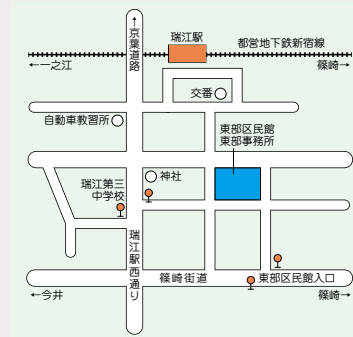 ↑京葉道路
瑞江駅
都営地下鉄新宿線
←一之江
篠崎→
交番
自動車教習所
東部区民館
東部事務所
神社
瑞江第三
中学校
瑞江駅西通り
篠崎街道
東部区民館入口
←今井
篠崎→